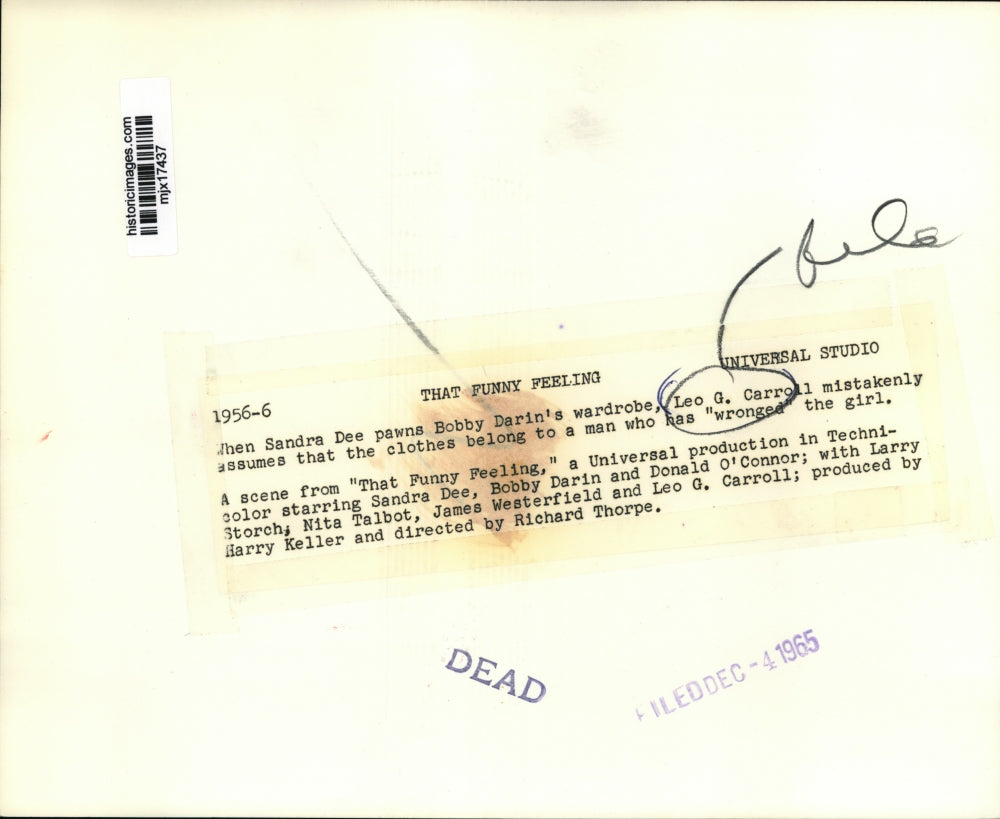 historicimages.com
mjx17437
file
1956-6
THAT FUNNY FEELING
UNIVERSAL STUDIO
When Sandra Dee pawns Bobby Darin's wardrobe, Leo G. Carroll mistakenly
assumes that the clothes belong to a man who has "wronged" the girl.
A scene from "That Funny Feeling," a Universal production in Techni-
color starring Sandra Dee, Bobby Darin and Donald O'Connor; with Larry
Storch; Nita Talbot, James Westerfield and Leo G. Carroll; produced by
Harry Keller and directed by Richard Thorpe.
DEAD
FILED DEC -4 1965